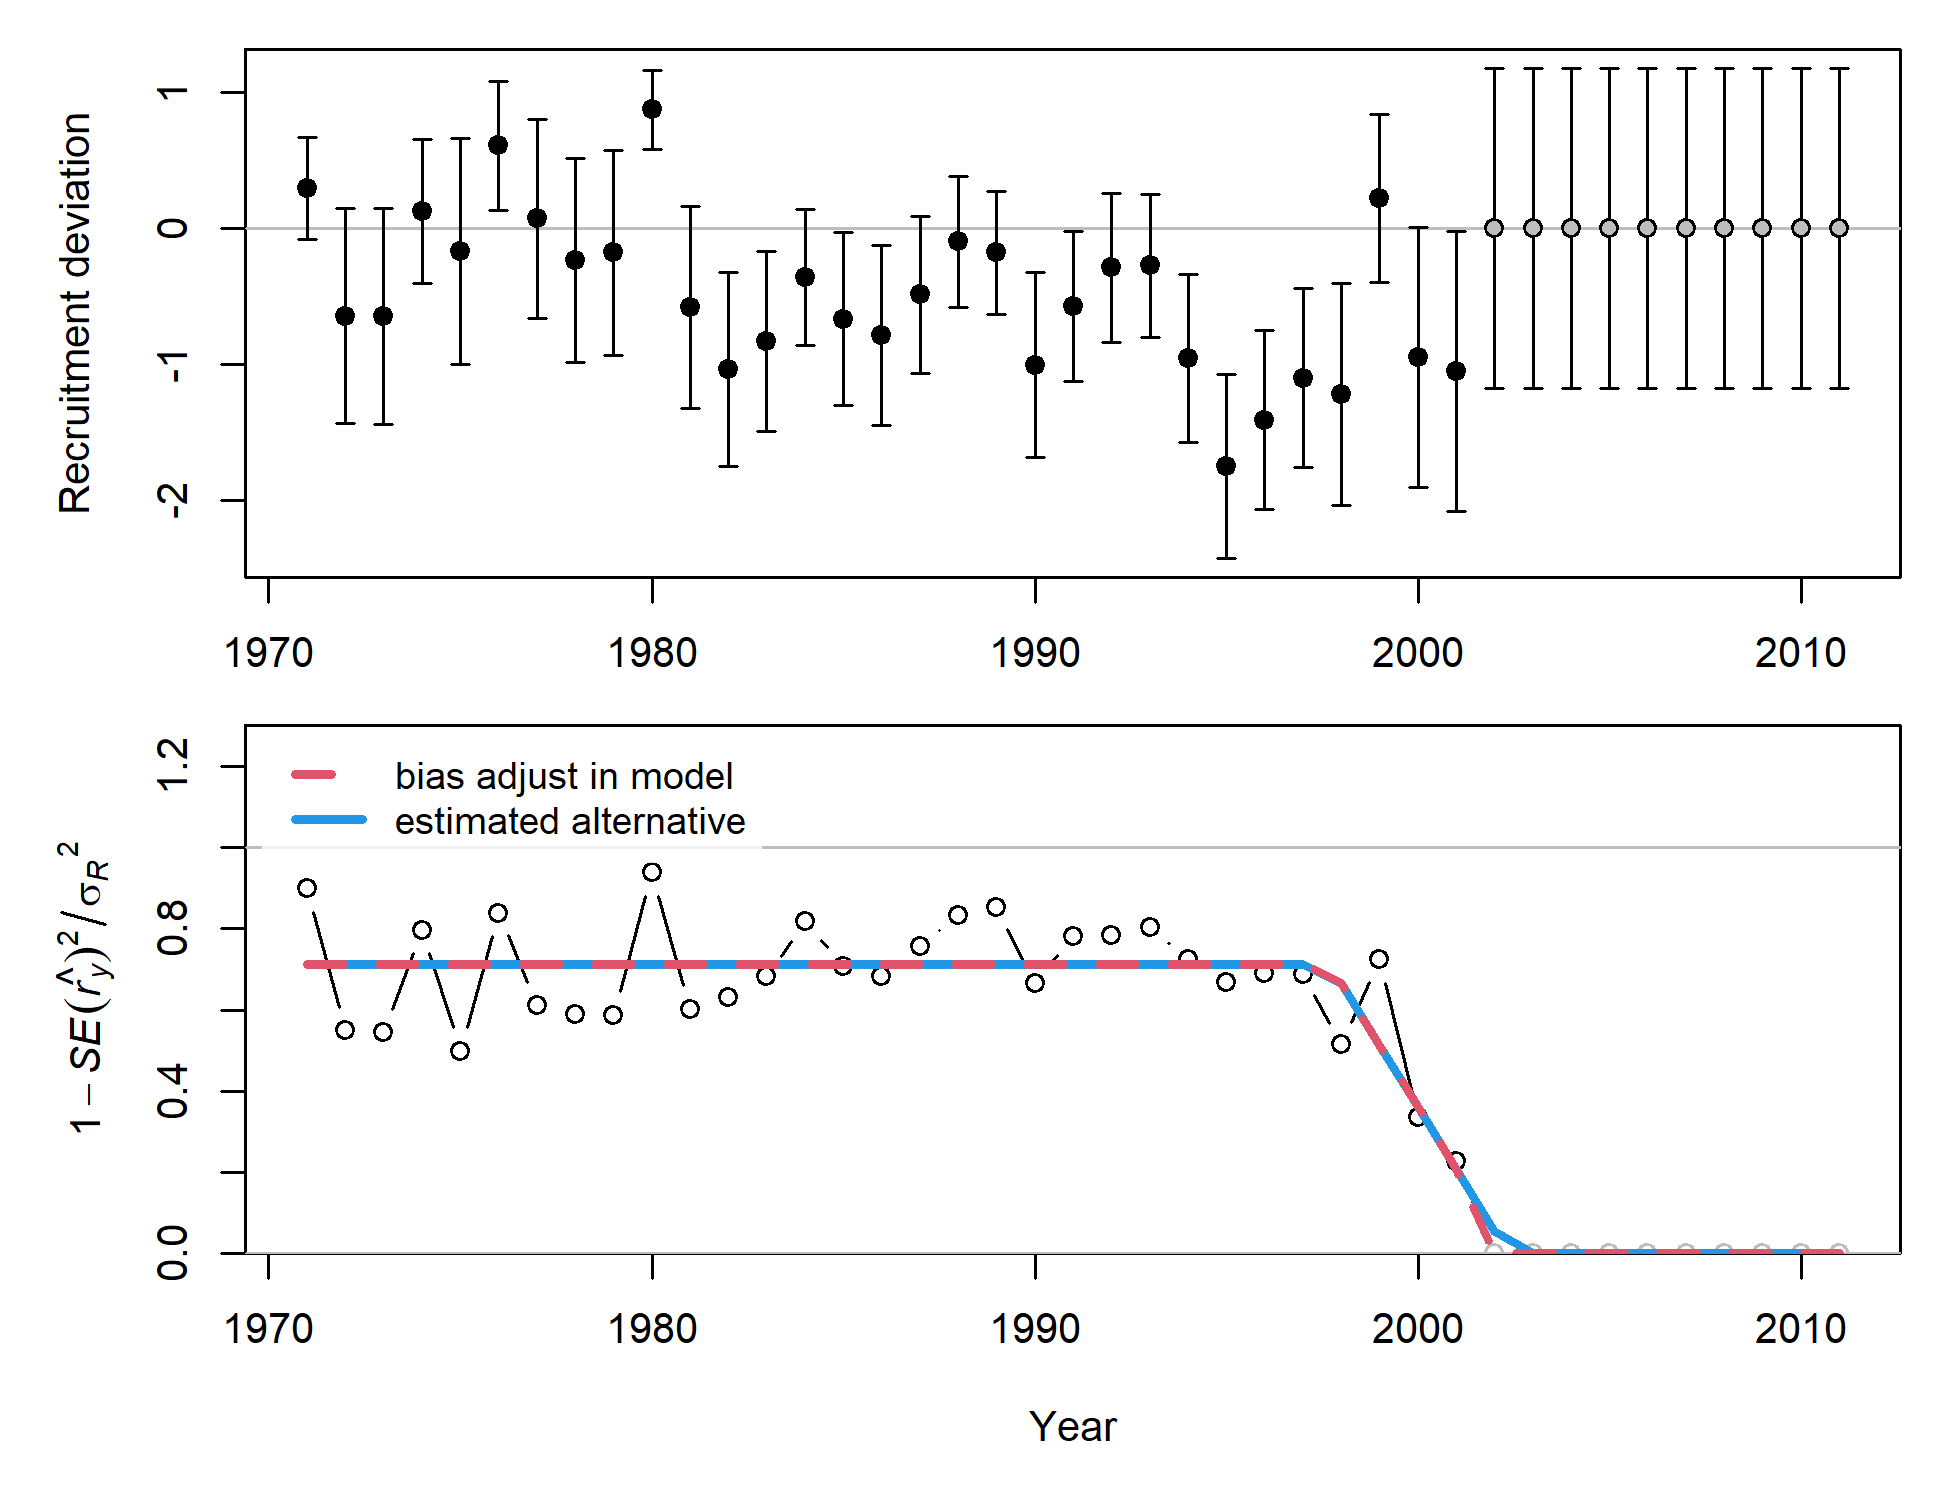 Recruitment deviation
1
0
-1
-2
1970 1980 1990 2000 2010
1 − SE(r̂y)² / σR²
1.2
0.8
0.4
0.0
bias adjust in model
estimated alternative
1970 1980 1990 2000 2010
Year